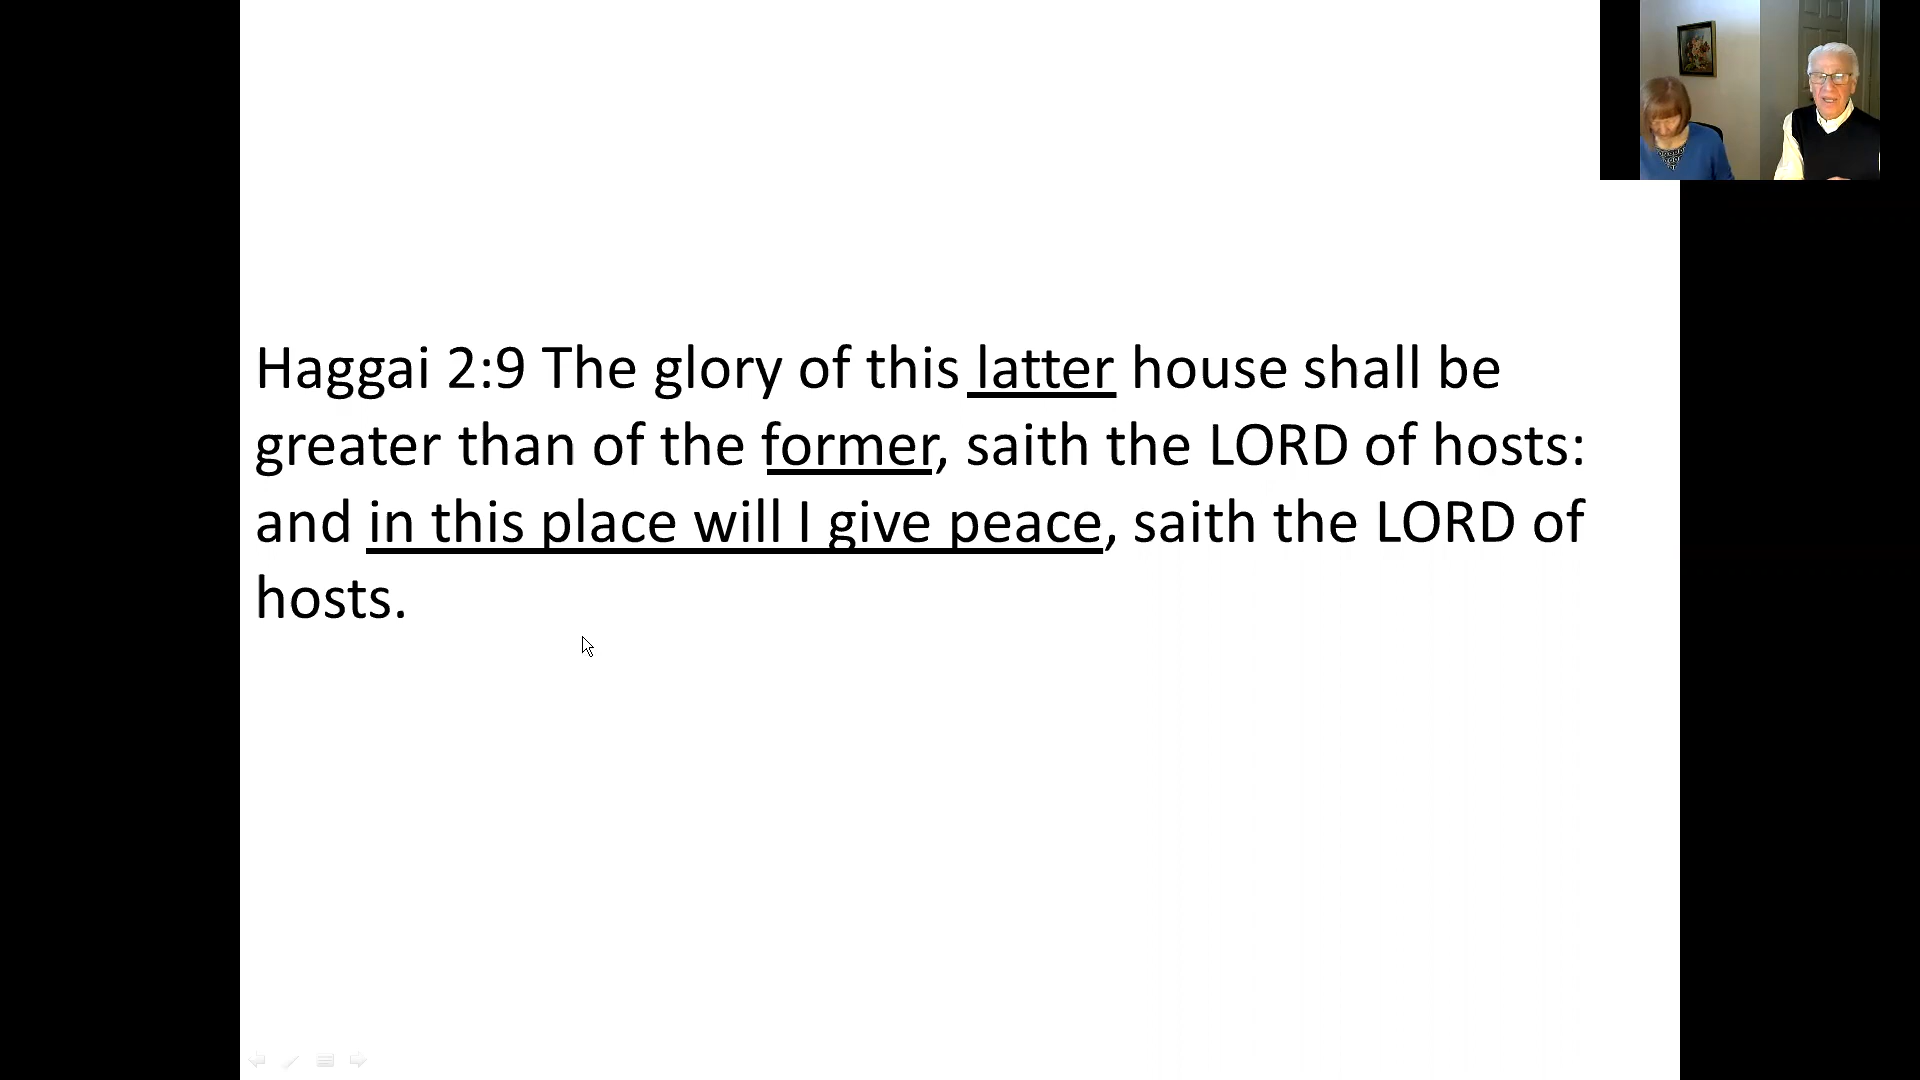 Haggai 2:9 The glory of this latter house shall be
greater than of the former, saith the LORD of hosts:
and in this place will I give peace, saith the LORD of
hosts.